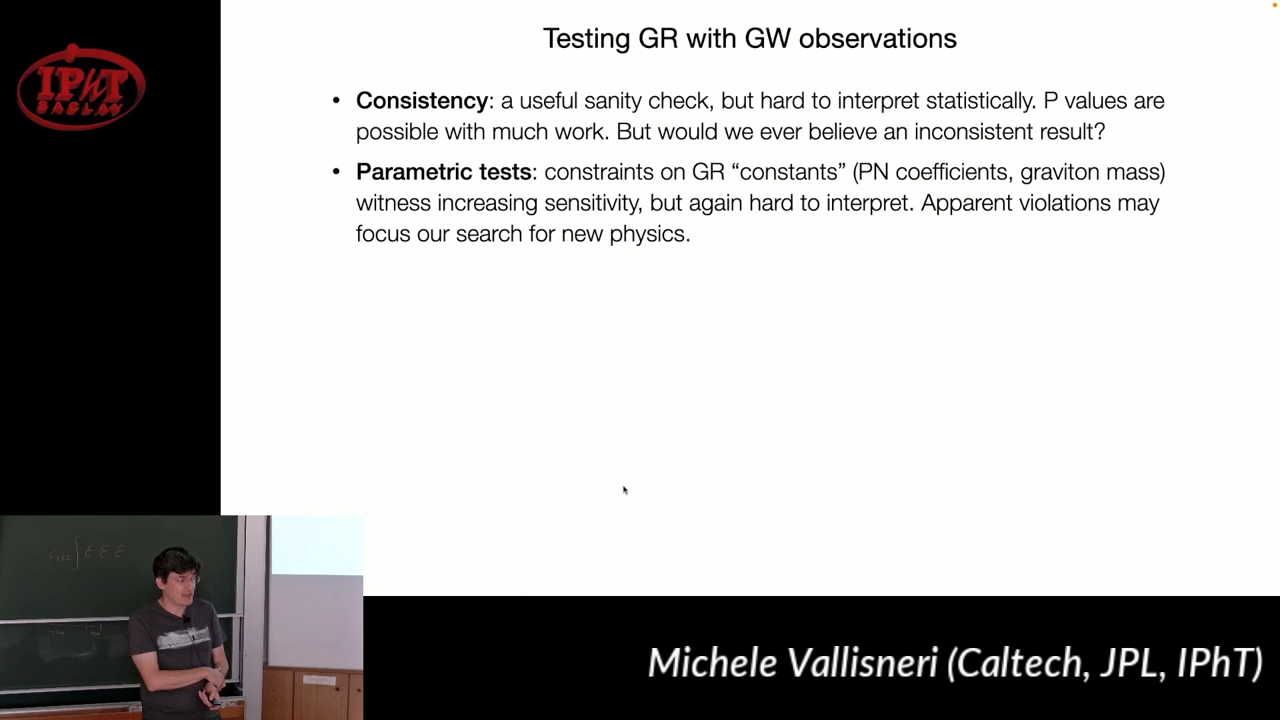 Testing GR with GW observations
IPhT
SACLAY
• Consistency: a useful sanity check, but hard to interpret statistically. P values are
possible with much work. But would we ever believe an inconsistent result?
• Parametric tests: constraints on GR “constants” (PN coefficients, graviton mass)
witness increasing sensitivity, but again hard to interpret. Apparent violations may
focus our search for new physics.
Michele Vallisneri (Caltech, JPL, IPhT)